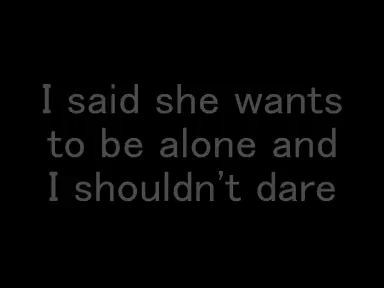 I said she wants
to be alone and
I shouldn't dare